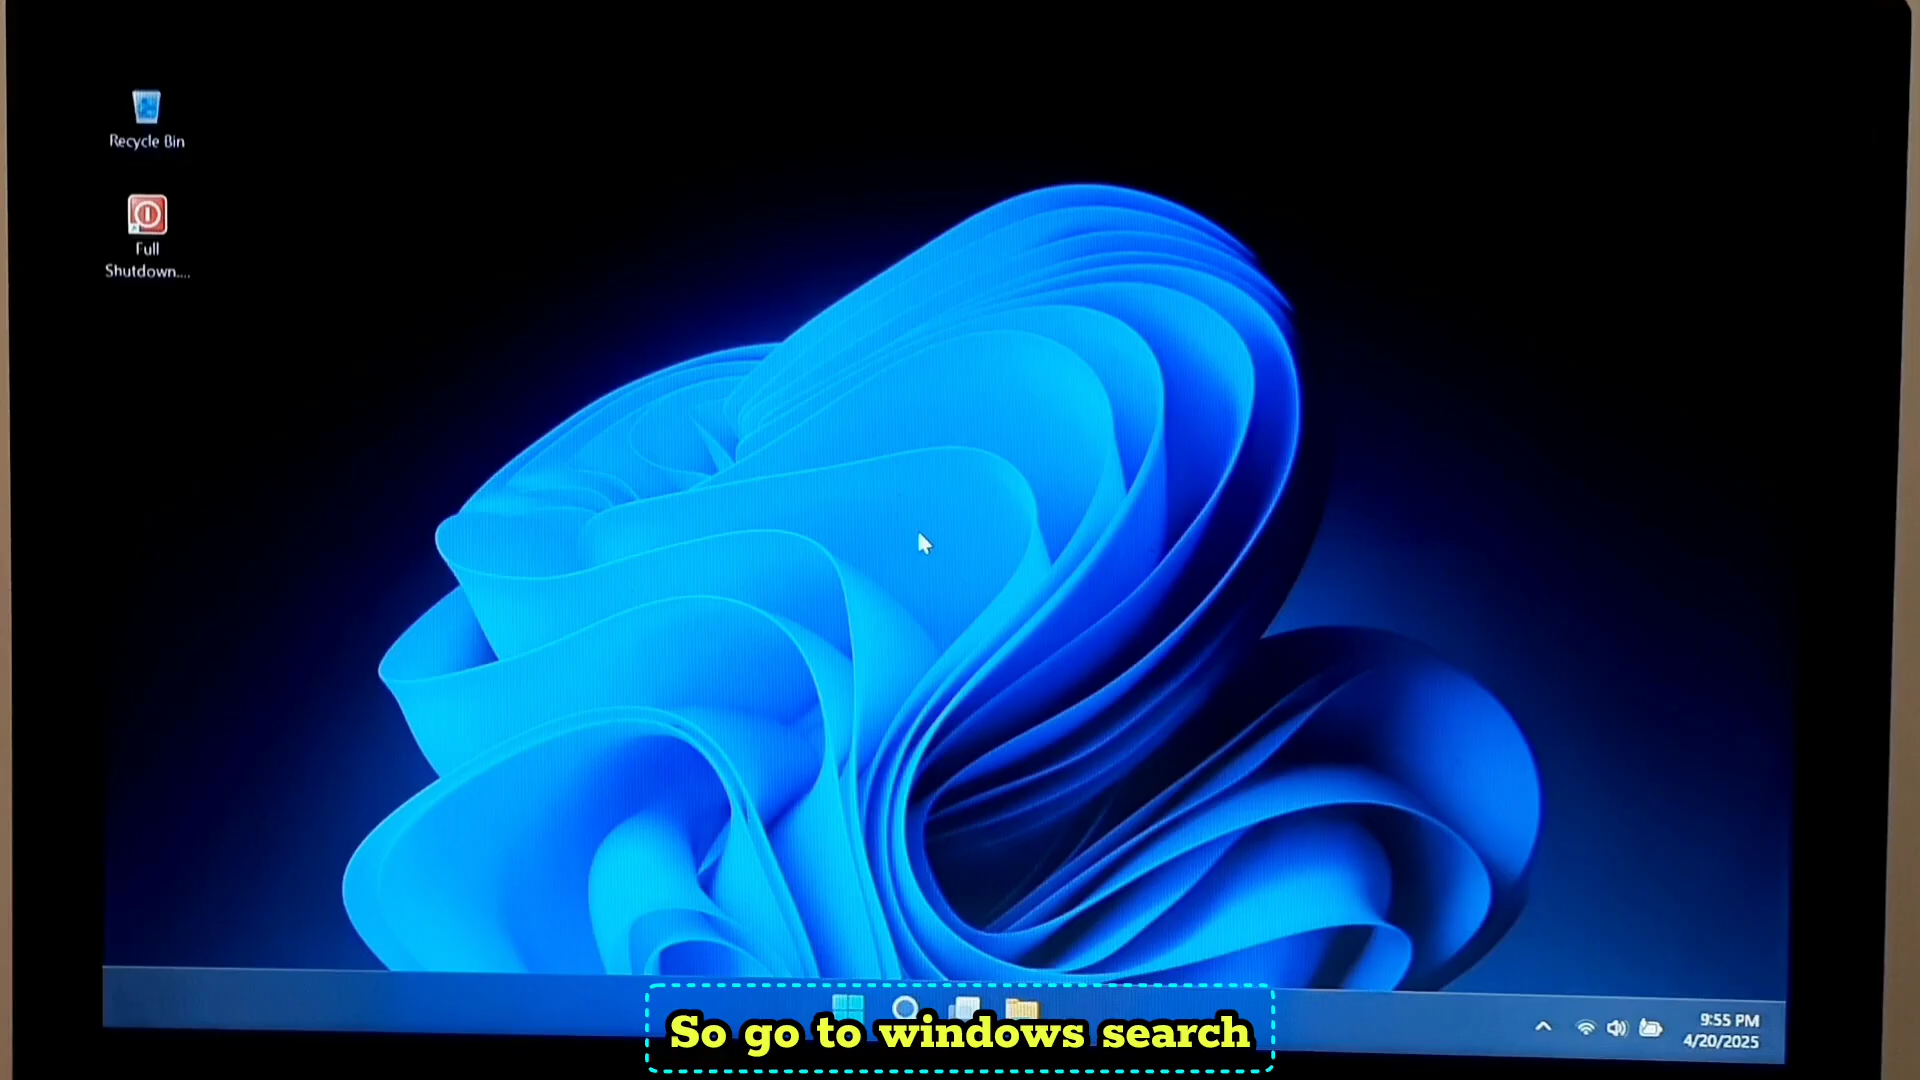 Recycle Bin
Full
Shutdown....
So go to windows search
9:55 PM
4/20/2025